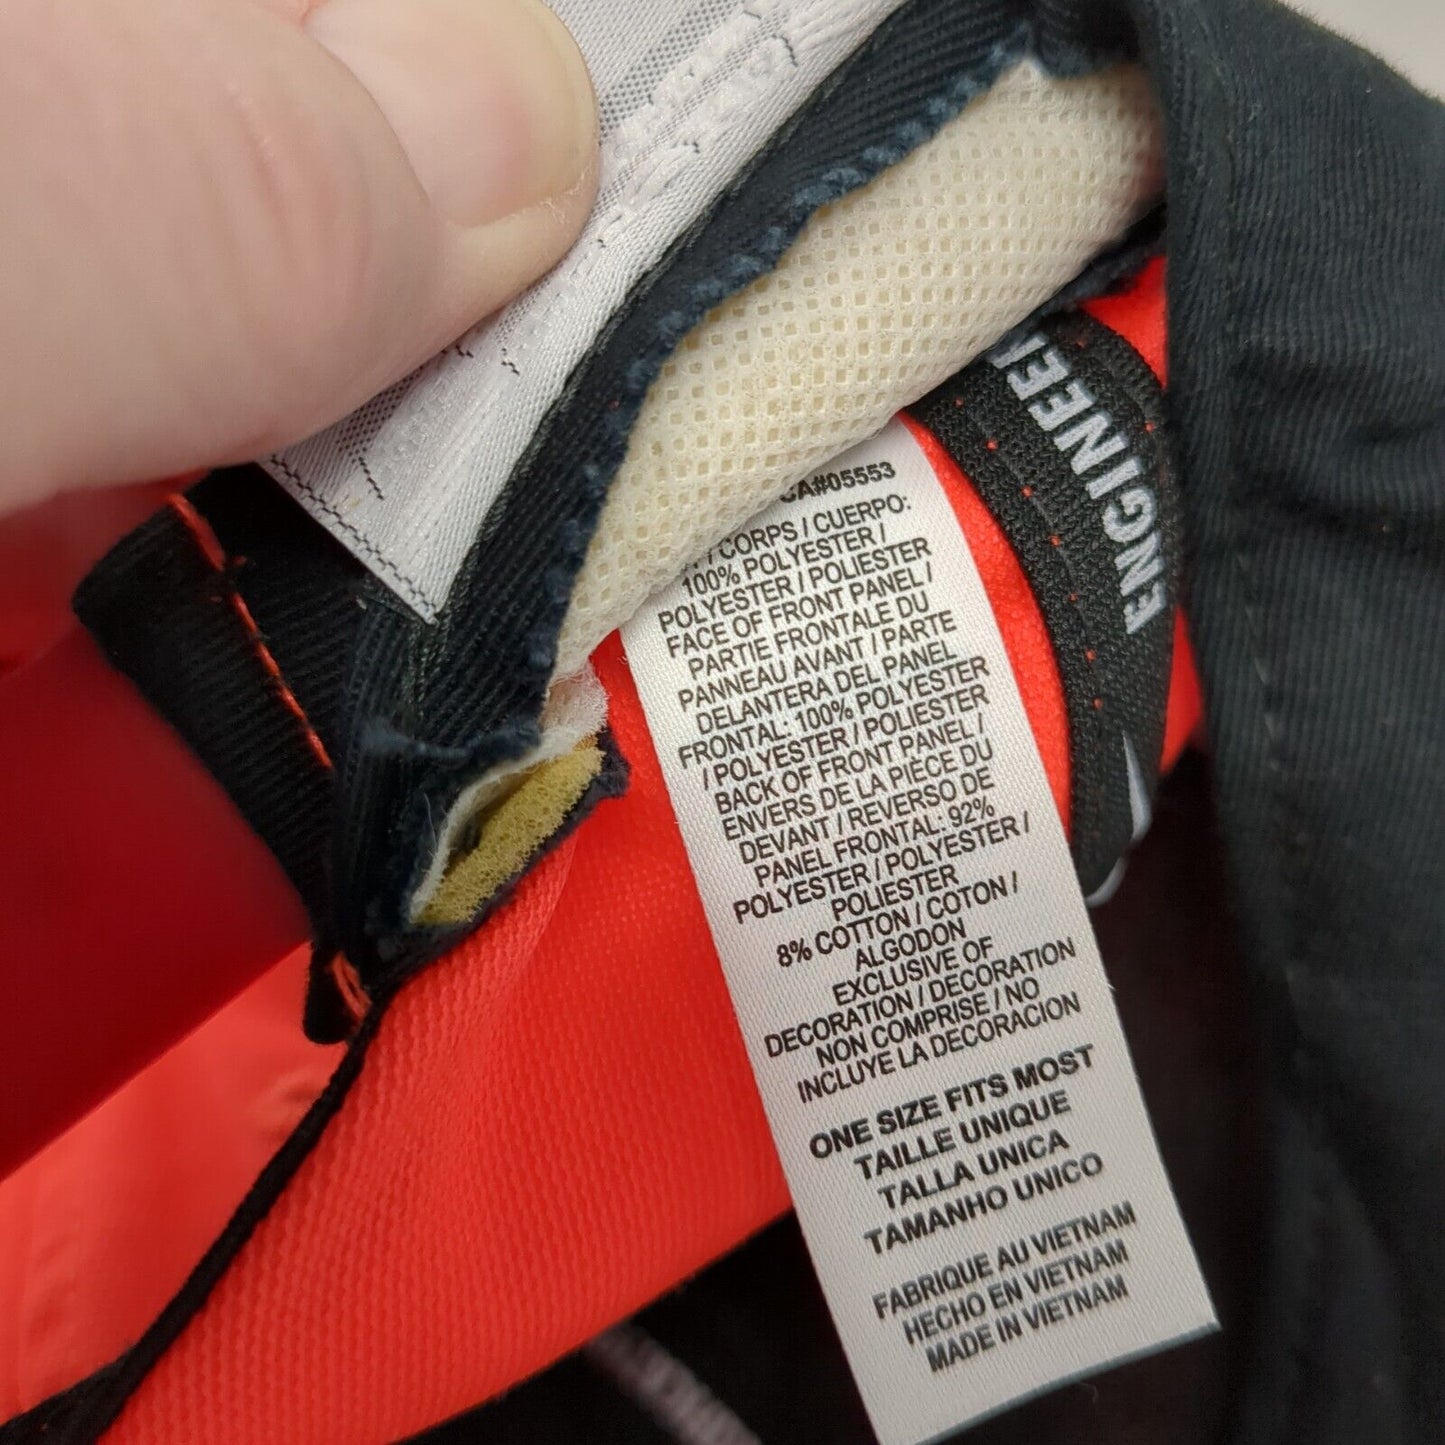 CA#05553
/ CORPS / CUERPO:
100% POLYESTER /
POLYESTER / POLIESTER
FACE OF FRONT PANEL /
PARTIE FRONTALE DU
PANNEAU AVANT / PARTE
DELANTERA DEL PANEL
FRONTAL: 100% POLYESTER
/ POLYESTER / POLIESTER
BACK OF FRONT PANEL /
ENVERS DE LA PIÈCE DU
DEVANT / REVERSO DE
PANEL FRONTAL: 92%
POLYESTER / POLYESTER /
POLIESTER
8% COTTON / COTON /
ALGODON
EXCLUSIVE OF
DECORATION / DECORATION
NON COMPRISE / NO
INCLUYE LA DECORACION
ONE SIZE FITS MOST
TAILLE UNIQUE
TALLA UNICA
TAMANHO UNICO
FABRIQUE AU VIETNAM
HECHO EN VIETNAM
MADE IN VIETNAM